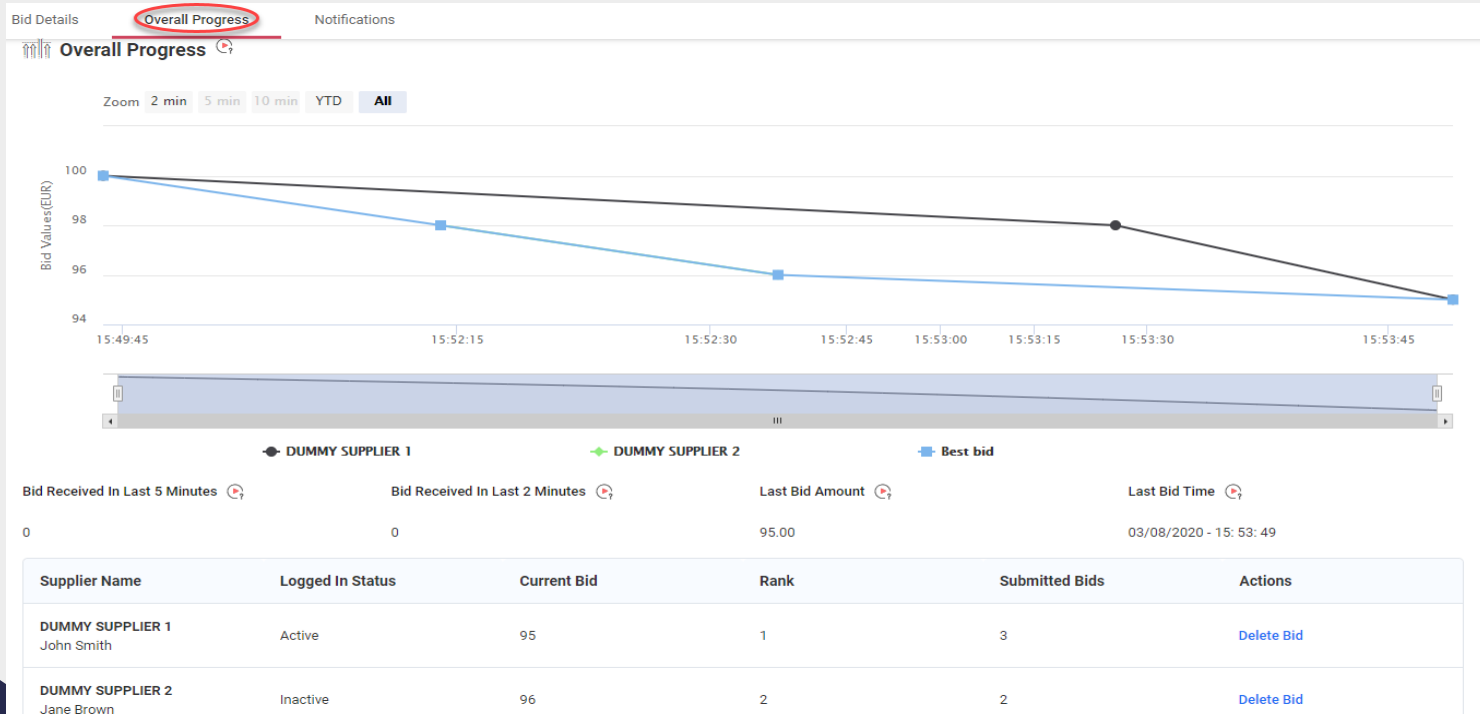 Bid Details Overall Progress Notifications
Overall Progress
Zoom 2 min 5 min 10 min YTD All
100
98
96
94
Bid Values(EUR)
15:49:45 15:52:15 15:52:30 15:52:45 15:53:00 15:53:15 15:53:30 15:53:45
DUMMY SUPPLIER 1 DUMMY SUPPLIER 2 Best bid
Bid Received In Last 5 Minutes Bid Received In Last 2 Minutes Last Bid Amount Last Bid Time
0 0 95.00 03/08/2020 - 15: 53: 49
Supplier Name Logged In Status Current Bid Rank Submitted Bids Actions
DUMMY SUPPLIER 1
John Smith Active 95 1 3 Delete Bid
DUMMY SUPPLIER 2
Jane Brown Inactive 96 2 2 Delete Bid